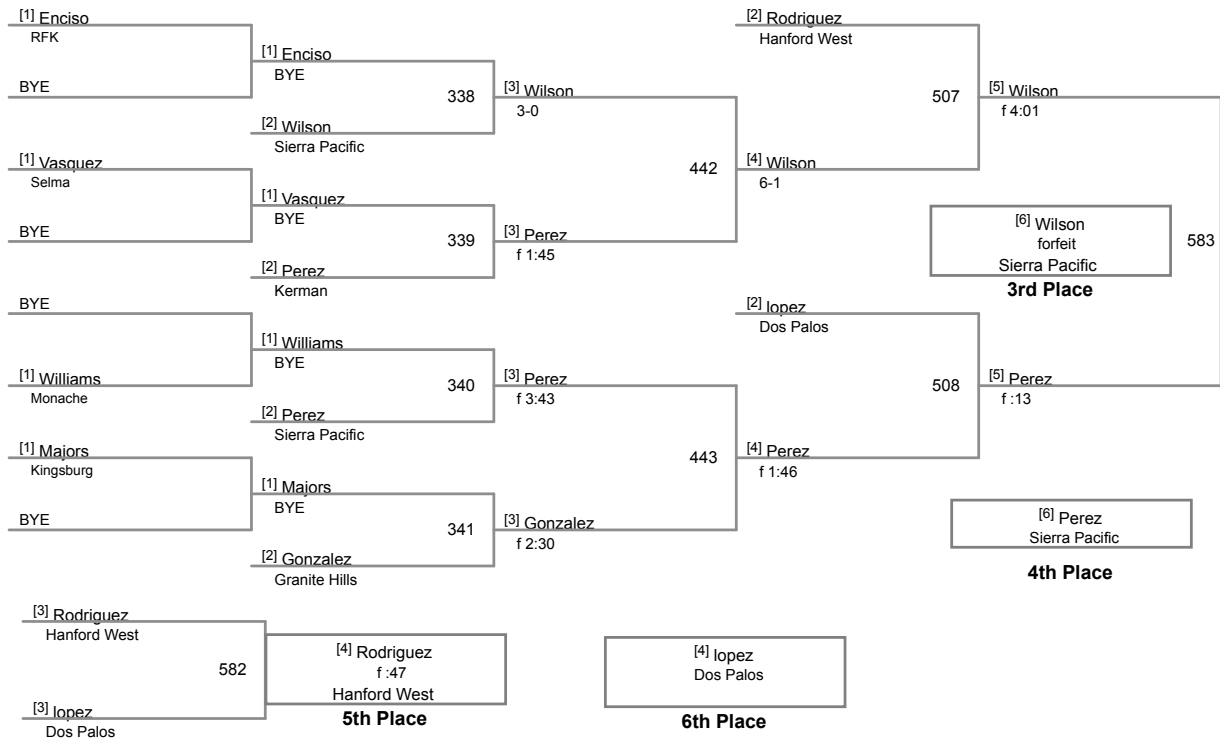 [1] Enciso
RFK
BYE
[1] Vasquez
Selma
BYE
BYE
[1] Williams
Monache
[1] Majors
Kingsburg
BYE
[1] Enciso
BYE
338
[2] Wilson
Sierra Pacific
[1] Vasquez
BYE
339
[2] Perez
Kerman
[1] Williams
BYE
340
[2] Perez
Sierra Pacific
[1] Majors
BYE
341
[2] Gonzalez
Granite Hills
[3] Wilson
3-0
442
[3] Perez
f 1:45
[3] Perez
f 3:43
443
[3] Gonzalez
f 2:30
[2] Rodriguez
Hanford West
507
[4] Wilson
6-1
[2] lopez
Dos Palos
508
[4] Perez
f 1:46
[5] Wilson
f 4:01
583
[5] Perez
f :13
[6] Wilson
forfeit
Sierra Pacific
3rd Place
[6] Perez
Sierra Pacific
4th Place
[3] Rodriguez
Hanford West
582
[3] lopez
Dos Palos
[4] Rodriguez
f :47
Hanford West
5th Place
[4] lopez
Dos Palos
6th Place